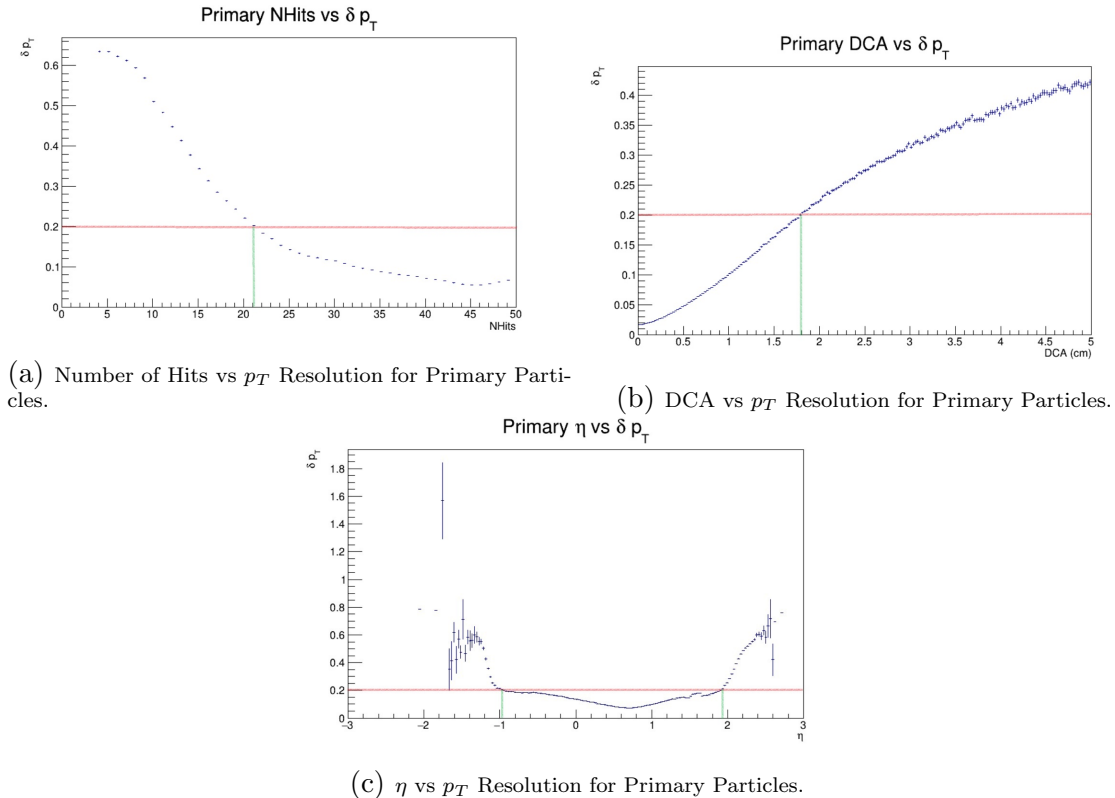 Primary NHits vs δ p_T
δ p_T
0.6
0.5
0.4
0.3
0.2
0.1
0
0 5 10 15 20 25 30 35 40 45 50
NHits
(a) Number of Hits vs p_T Resolution for Primary Parti-
cles.
Primary DCA vs δ p_T
δ p_T
0.4
0.35
0.3
0.25
0.2
0.15
0.1
0.05
0
0 0.5 1 1.5 2 2.5 3 3.5 4 4.5 5
DCA (cm)
(b) DCA vs p_T Resolution for Primary Particles.
Primary η vs δ p_T
δ p_T
1.8
1.6
1.4
1.2
1
0.8
0.6
0.4
0.2
0
−3 −2 −1 0 1 2 3
η
(c) η vs p_T Resolution for Primary Particles.